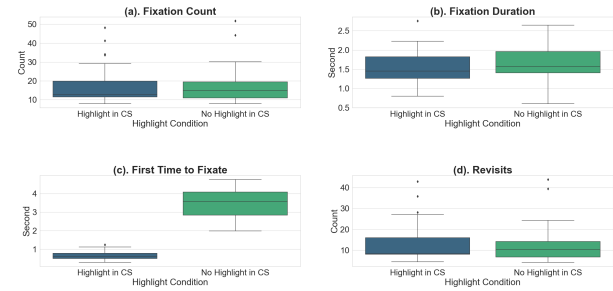 (a). Fixation Count
50
40
30
20
10
Count
Highlight in CS
No Highlight in CS
Highlight Condition
(b). Fixation Duration
2.5
2.0
1.5
1.0
0.5
Second
Highlight in CS
No Highlight in CS
Highlight Condition
(c). First Time to Fixate
4
3
2
1
Second
Highlight in CS
No Highlight in CS
Highlight Condition
(d). Revisits
40
30
20
10
Count
Highlight in CS
No Highlight in CS
Highlight Condition